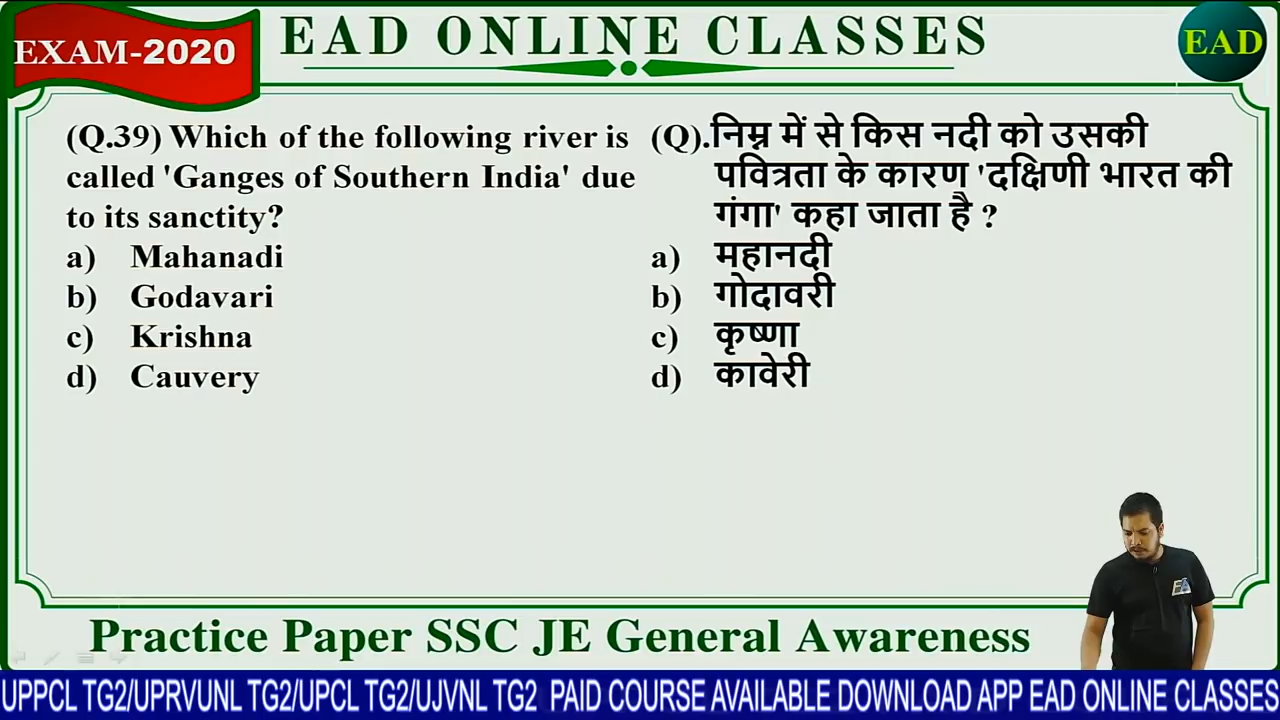 EXAM-2020
EAD ONLINE CLASSES
EAD
(Q.39) Which of the following river is
called 'Ganges of Southern India' due
to its sanctity?
a) Mahanadi
b) Godavari
c) Krishna
d) Cauvery
(Q).निम्न में से किस नदी को उसकी
पवित्रता के कारण 'दक्षिणी भारत की
गंगा' कहा जाता है ?
a) महानदी
b) गोदावरी
c) कृष्णा
d) कावेरी
Practice Paper SSC JE General Awareness
UPPCL TG2/UPRVUNL TG2/UPCL TG2/UJVNL TG2 PAID COURSE AVAILABLE DOWNLOAD APP EAD ONLINE CLASSES